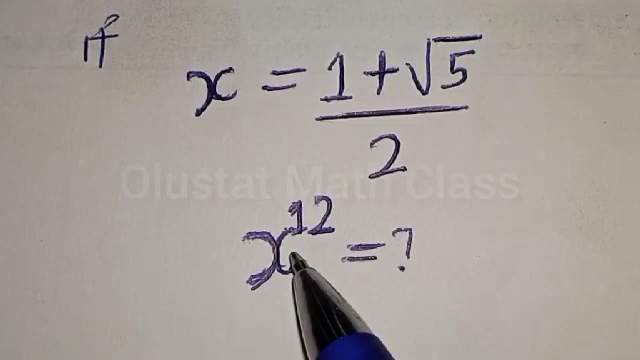 if
x = 1+√5
2
Olustat Math Class
x^12 = ?